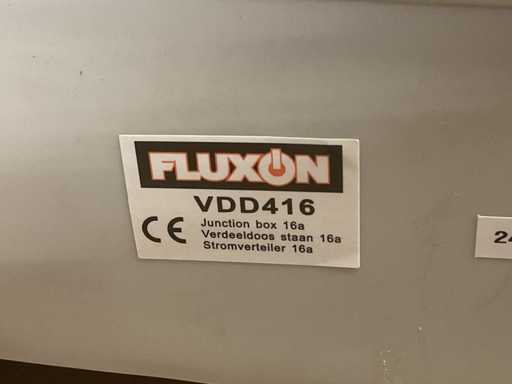 FLUXON
VDD416
CE
Junction box 16a
Verdeeldoos staan 16a
Stromverteiler 16a